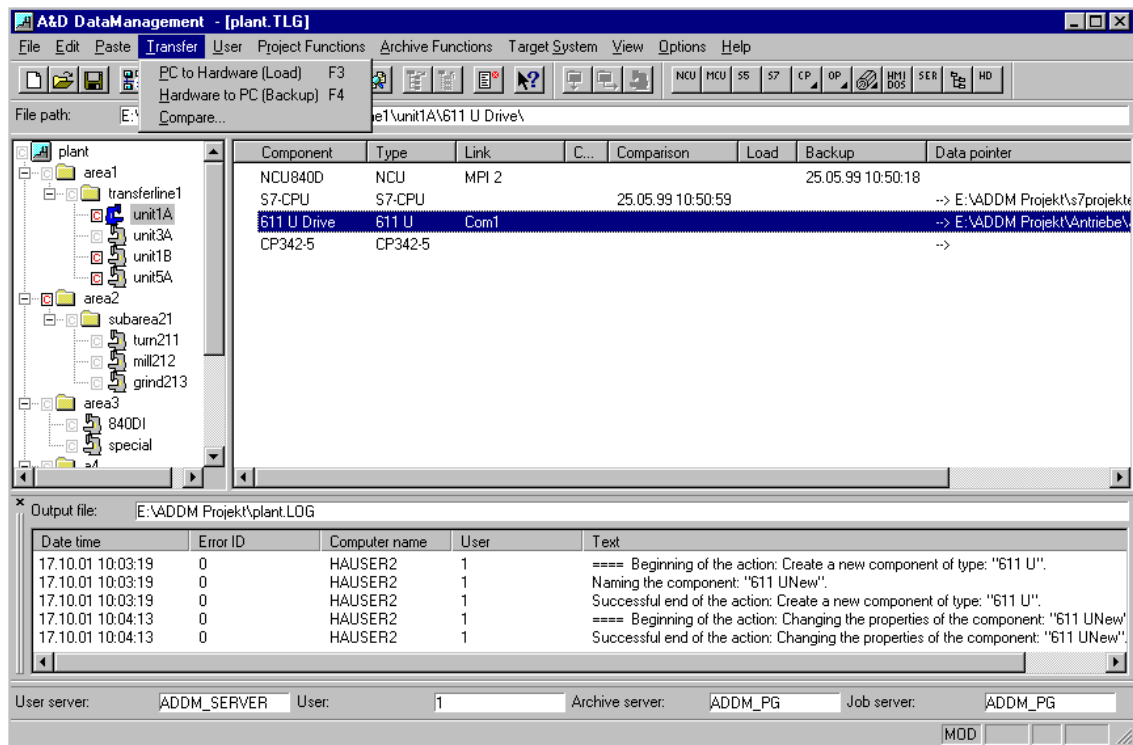 A&D DataManagement - [plant.TLG]
File Edit Paste Transfer User Project Functions Archive Functions Target System View Options Help
PC to Hardware (Load) F3
Hardware to PC (Backup) F4
Compare...
NCU MCU S5 S7 CP OP HMI DOS SER HD
File path: E:\ne1\unit1A\611 U Drive\
plant
area1
transferline1
unit1A
unit3A
unit1B
unit5A
area2
subarea21
turn211
mill212
grind213
area3
840DI
special
a4
Component Type Link C... Comparison Load Backup Data pointer
NCU840D NCU MPI 2 25.05.99 10:50:18
S7-CPU S7-CPU 25.05.99 10:50:59 --> E:\ADDM Projekt\s7projekte
611 U Drive 611 U Com1 --> E:\ADDM Projekt\Antriebe\
CP342-5 CP342-5 -->
Output file: E:\ADDM Projekt\plant.LOG
Date time Error ID Computer name User Text
17.10.01 10:03:19 0 HAUSER2 1 ==== Beginning of the action: Create a new component of type: "611 U".
17.10.01 10:03:19 0 HAUSER2 1 Naming the component: "611 UNew".
17.10.01 10:03:19 0 HAUSER2 1 Successful end of the action: Create a new component of type: "611 U".
17.10.01 10:04:13 0 HAUSER2 1 ==== Beginning of the action: Changing the properties of the component: "611 UNew"
17.10.01 10:04:13 0 HAUSER2 1 Successful end of the action: Changing the properties of the component: "611 UNew".
User server: ADDM_SERVER User: 1 Archive server: ADDM_PG Job server: ADDM_PG
MOD